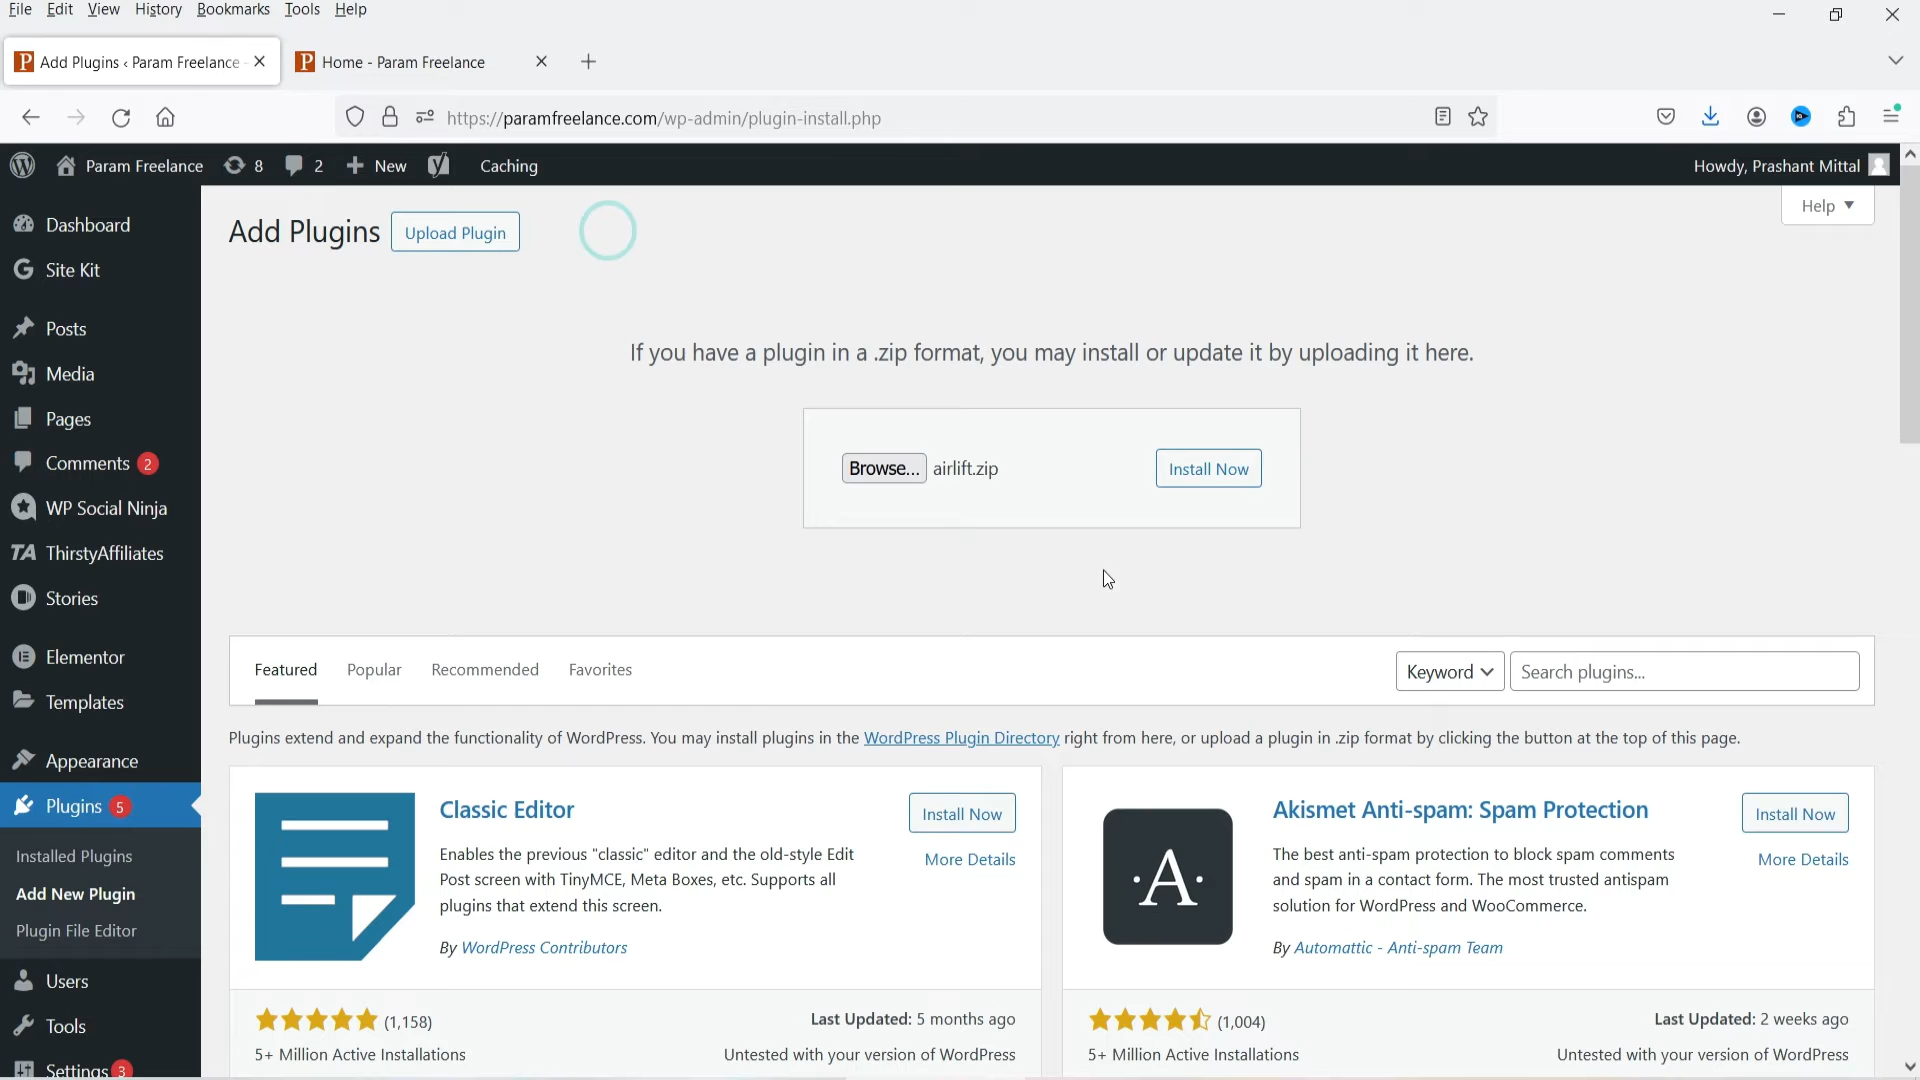 File Edit View History Bookmarks Tools Help
Add Plugins ‹ Param Freelance -
Home - Param Freelance
https://paramfreelance.com/wp-admin/plugin-install.php
Param Freelance 8 2 New Caching Howdy, Prashant Mittal
Dashboard
Site Kit
Posts
Media
Pages
Comments 2
WP Social Ninja
TA ThirstyAffiliates
Stories
Elementor
Templates
Appearance
Plugins 5
Installed Plugins
Add New Plugin
Plugin File Editor
Users
Tools
Settings 3
Help
Add Plugins Upload Plugin
If you have a plugin in a .zip format, you may install or update it by uploading it here.
Browse... airlift.zip Install Now
Featured Popular Recommended Favorites Keyword Search plugins...
Plugins extend and expand the functionality of WordPress. You may install plugins in the WordPress Plugin Directory right from here, or upload a plugin in .zip format by clicking the button at the top of this page.
Classic Editor
Install Now
More Details
Enables the previous "classic" editor and the old-style Edit
Post screen with TinyMCE, Meta Boxes, etc. Supports all
plugins that extend this screen.
By WordPress Contributors
(1,158)
Last Updated: 5 months ago
5+ Million Active Installations
Untested with your version of WordPress
·A·
Akismet Anti-spam: Spam Protection
Install Now
More Details
The best anti-spam protection to block spam comments
and spam in a contact form. The most trusted antispam
solution for WordPress and WooCommerce.
By Automattic - Anti-spam Team
(1,004)
Last Updated: 2 weeks ago
5+ Million Active Installations
Untested with your version of WordPress